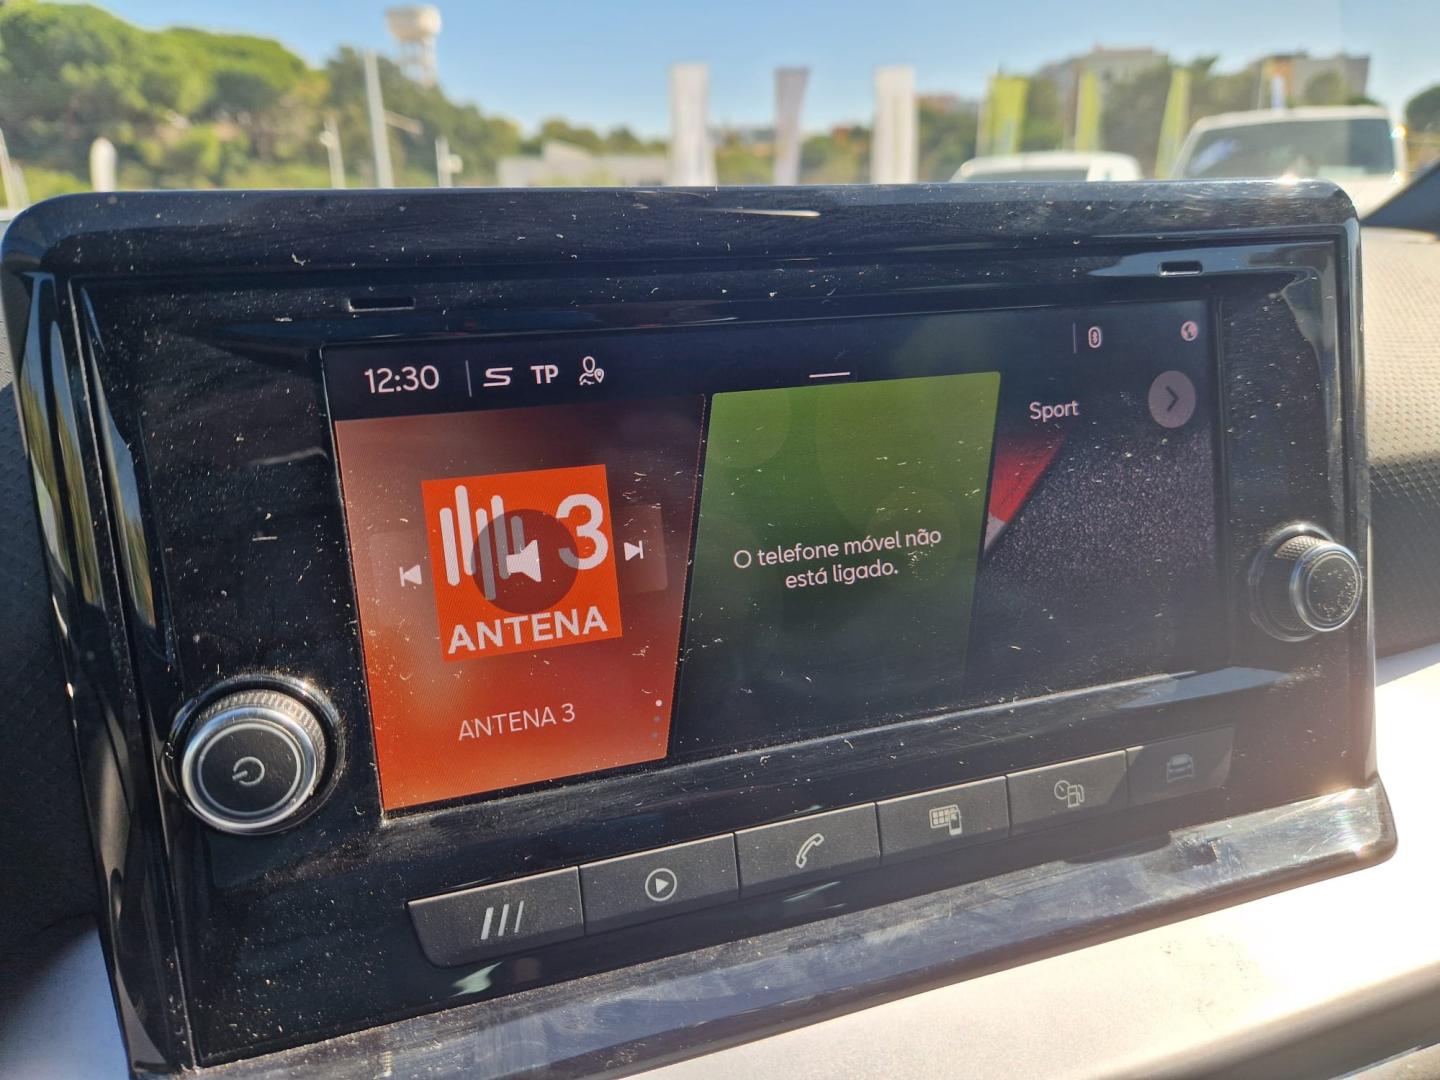 12:30
TP
Sport
3
ANTENA
ANTENA 3
O telefone móvel não
está ligado.